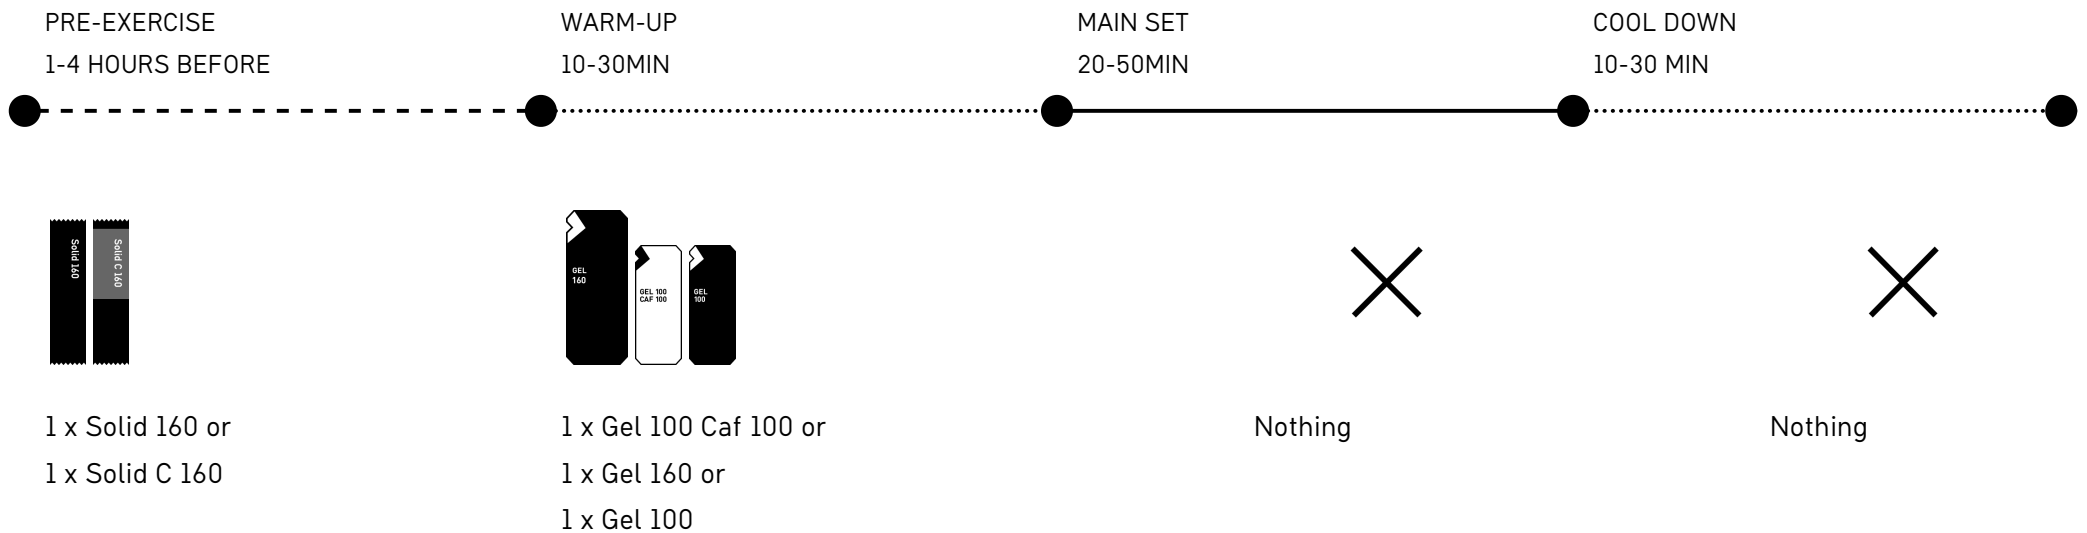 PRE-EXERCISE
1-4 HOURS BEFORE
WARM-UP
10-30MIN
MAIN SET
20-50MIN
COOL DOWN
10-30 MIN
Solid 160
Solid C 160
GEL
160
GEL 100
CAF 100
GEL
100
1 x Solid 160 or
1 x Solid C 160
1 x Gel 100 Caf 100 or
1 x Gel 160 or
1 x Gel 100
Nothing
Nothing